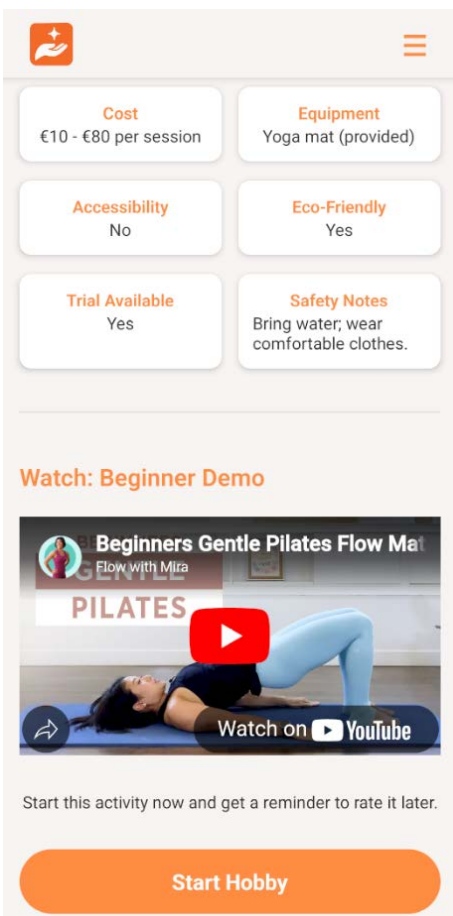 Cost
€10 - €80 per session
Equipment
Yoga mat (provided)
Accessibility
No
Eco-Friendly
Yes
Trial Available
Yes
Safety Notes
Bring water; wear
comfortable clothes.
Watch: Beginner Demo
Beginners Gentle Pilates Flow Mat
Flow with Mira
GENTLE
PILATES
Watch on YouTube
Start this activity now and get a reminder to rate it later.
Start Hobby